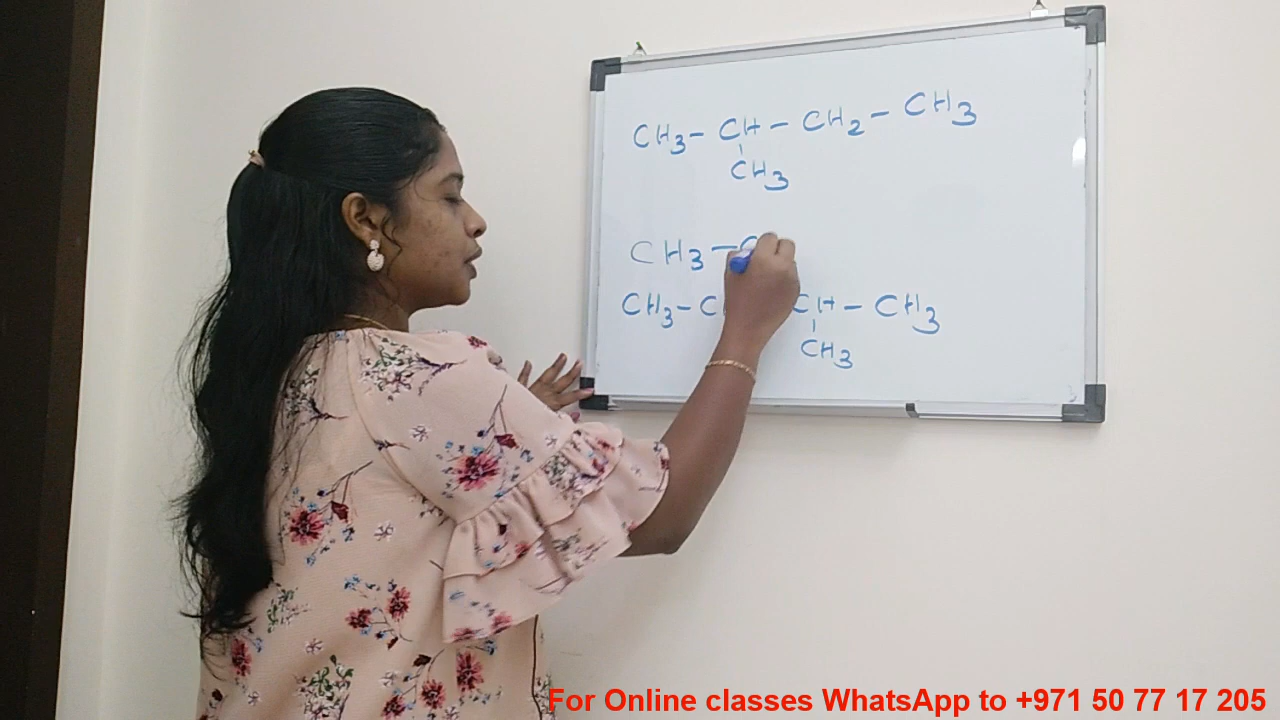 CH3 - CH - CH2 - CH3
CH3
CH3 -
CH3 - CH - CH3
CH3
For Online classes WhatsApp to +971 50 77 17 205